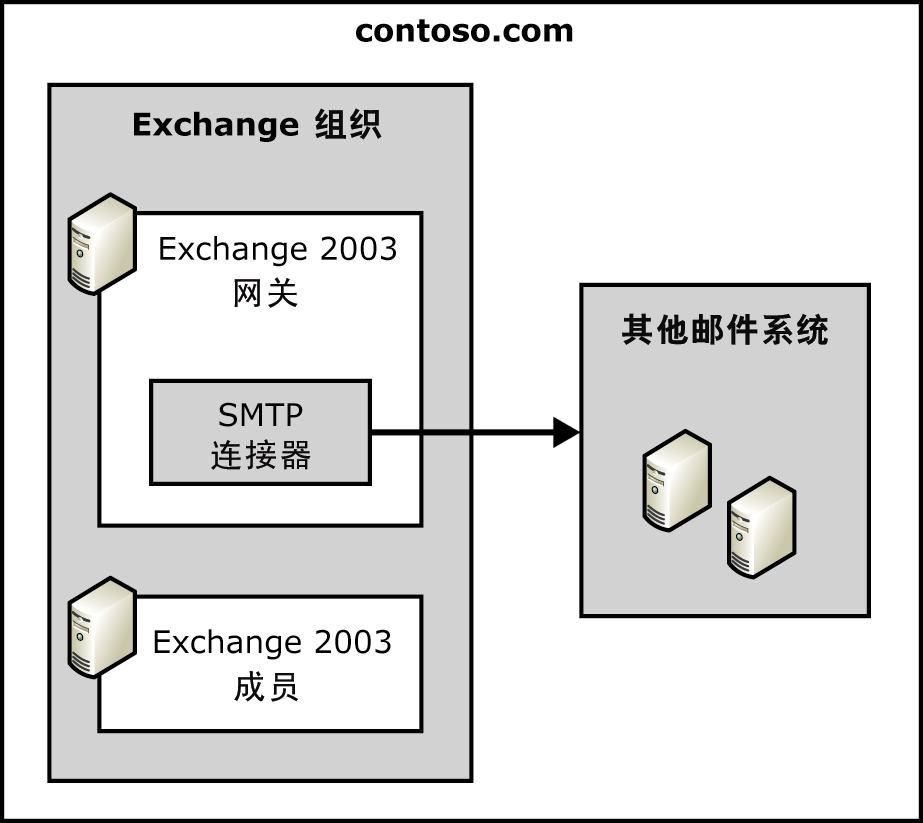 contoso.com
Exchange 组织
Exchange 2003
网关
SMTP
连接器
其他邮件系统
Exchange 2003
成员